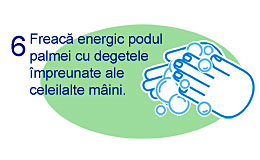 6 Freacă energic podul
palmei cu degetele
împreunate ale
celeilalte mâini.